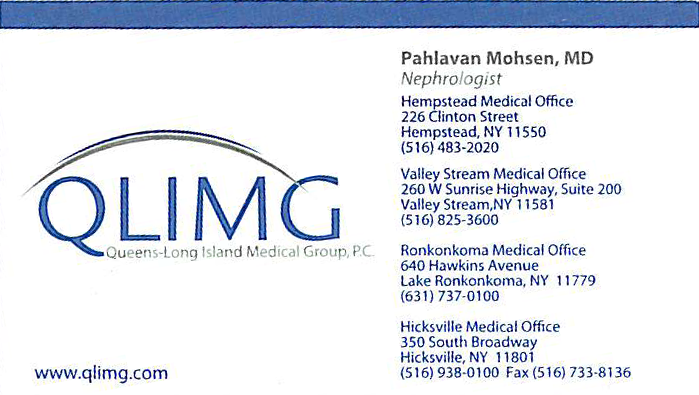 Pahlavan Mohsen, MD
Nephrologist
Hempstead Medical Office
226 Clinton Street
Hempstead, NY 11550
(516) 483-2020
Valley Stream Medical Office
260 W Sunrise Highway, Suite 200
Valley Stream,NY 11581
(516) 825-3600
Ronkonkoma Medical Office
640 Hawkins Avenue
Lake Ronkonkoma, NY 11779
(631) 737-0100
Hicksville Medical Office
350 South Broadway
Hicksville, NY 11801
(516) 938-0100 Fax (516) 733-8136
QLIMG
Queens-Long Island Medical Group, P.C.
www.qlimg.com